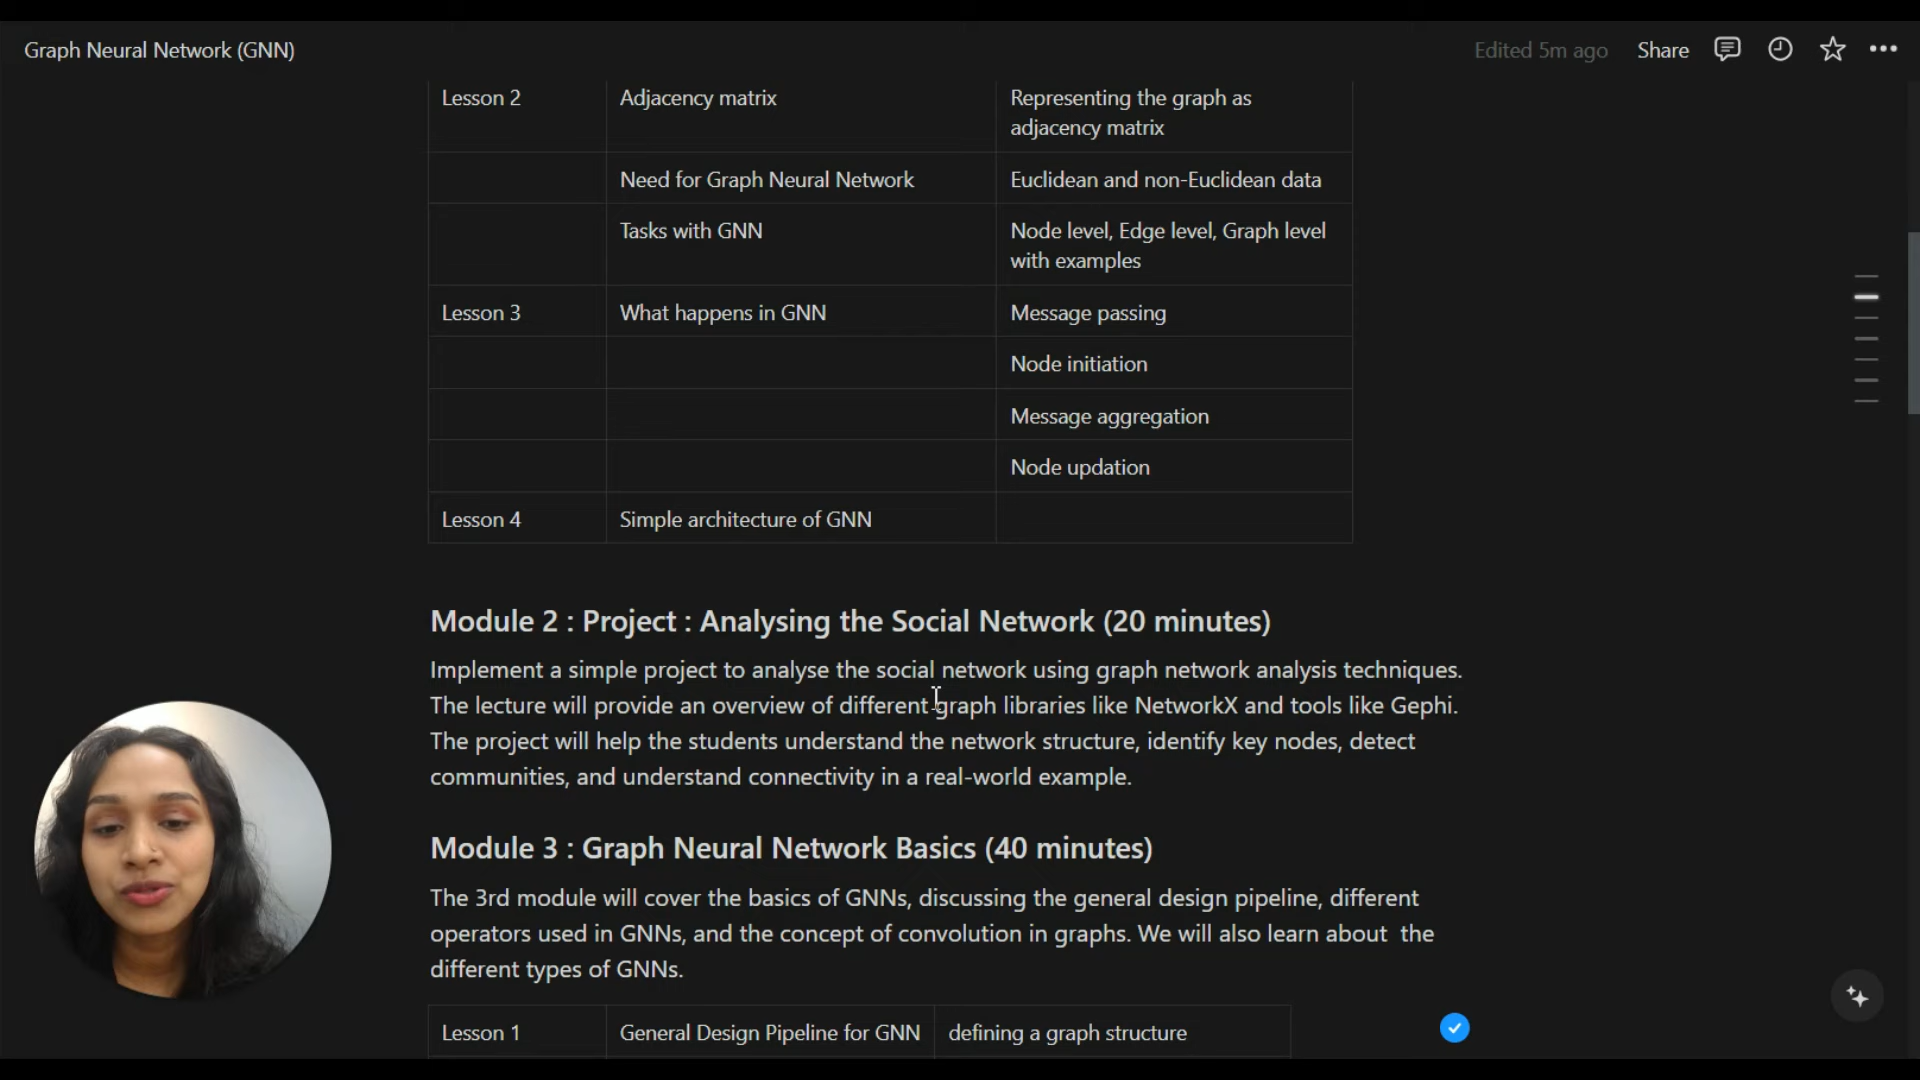 Graph Neural Network (GNN)
Edited 5m ago
Share
Lesson 2
Adjacency matrix
Representing the graph as
adjacency matrix
Need for Graph Neural Network
Euclidean and non-Euclidean data
Tasks with GNN
Node level, Edge level, Graph level
with examples
Lesson 3
What happens in GNN
Message passing
Node initiation
Message aggregation
Node updation
Lesson 4
Simple architecture of GNN
Module 2 : Project : Analysing the Social Network (20 minutes)
Implement a simple project to analyse the social network using graph network analysis techniques.
The lecture will provide an overview of different graph libraries like NetworkX and tools like Gephi.
The project will help the students understand the network structure, identify key nodes, detect
communities, and understand connectivity in a real-world example.
Module 3 : Graph Neural Network Basics (40 minutes)
The 3rd module will cover the basics of GNNs, discussing the general design pipeline, different
operators used in GNNs, and the concept of convolution in graphs. We will also learn about  the
different types of GNNs.
Lesson 1
General Design Pipeline for GNN
defining a graph structure